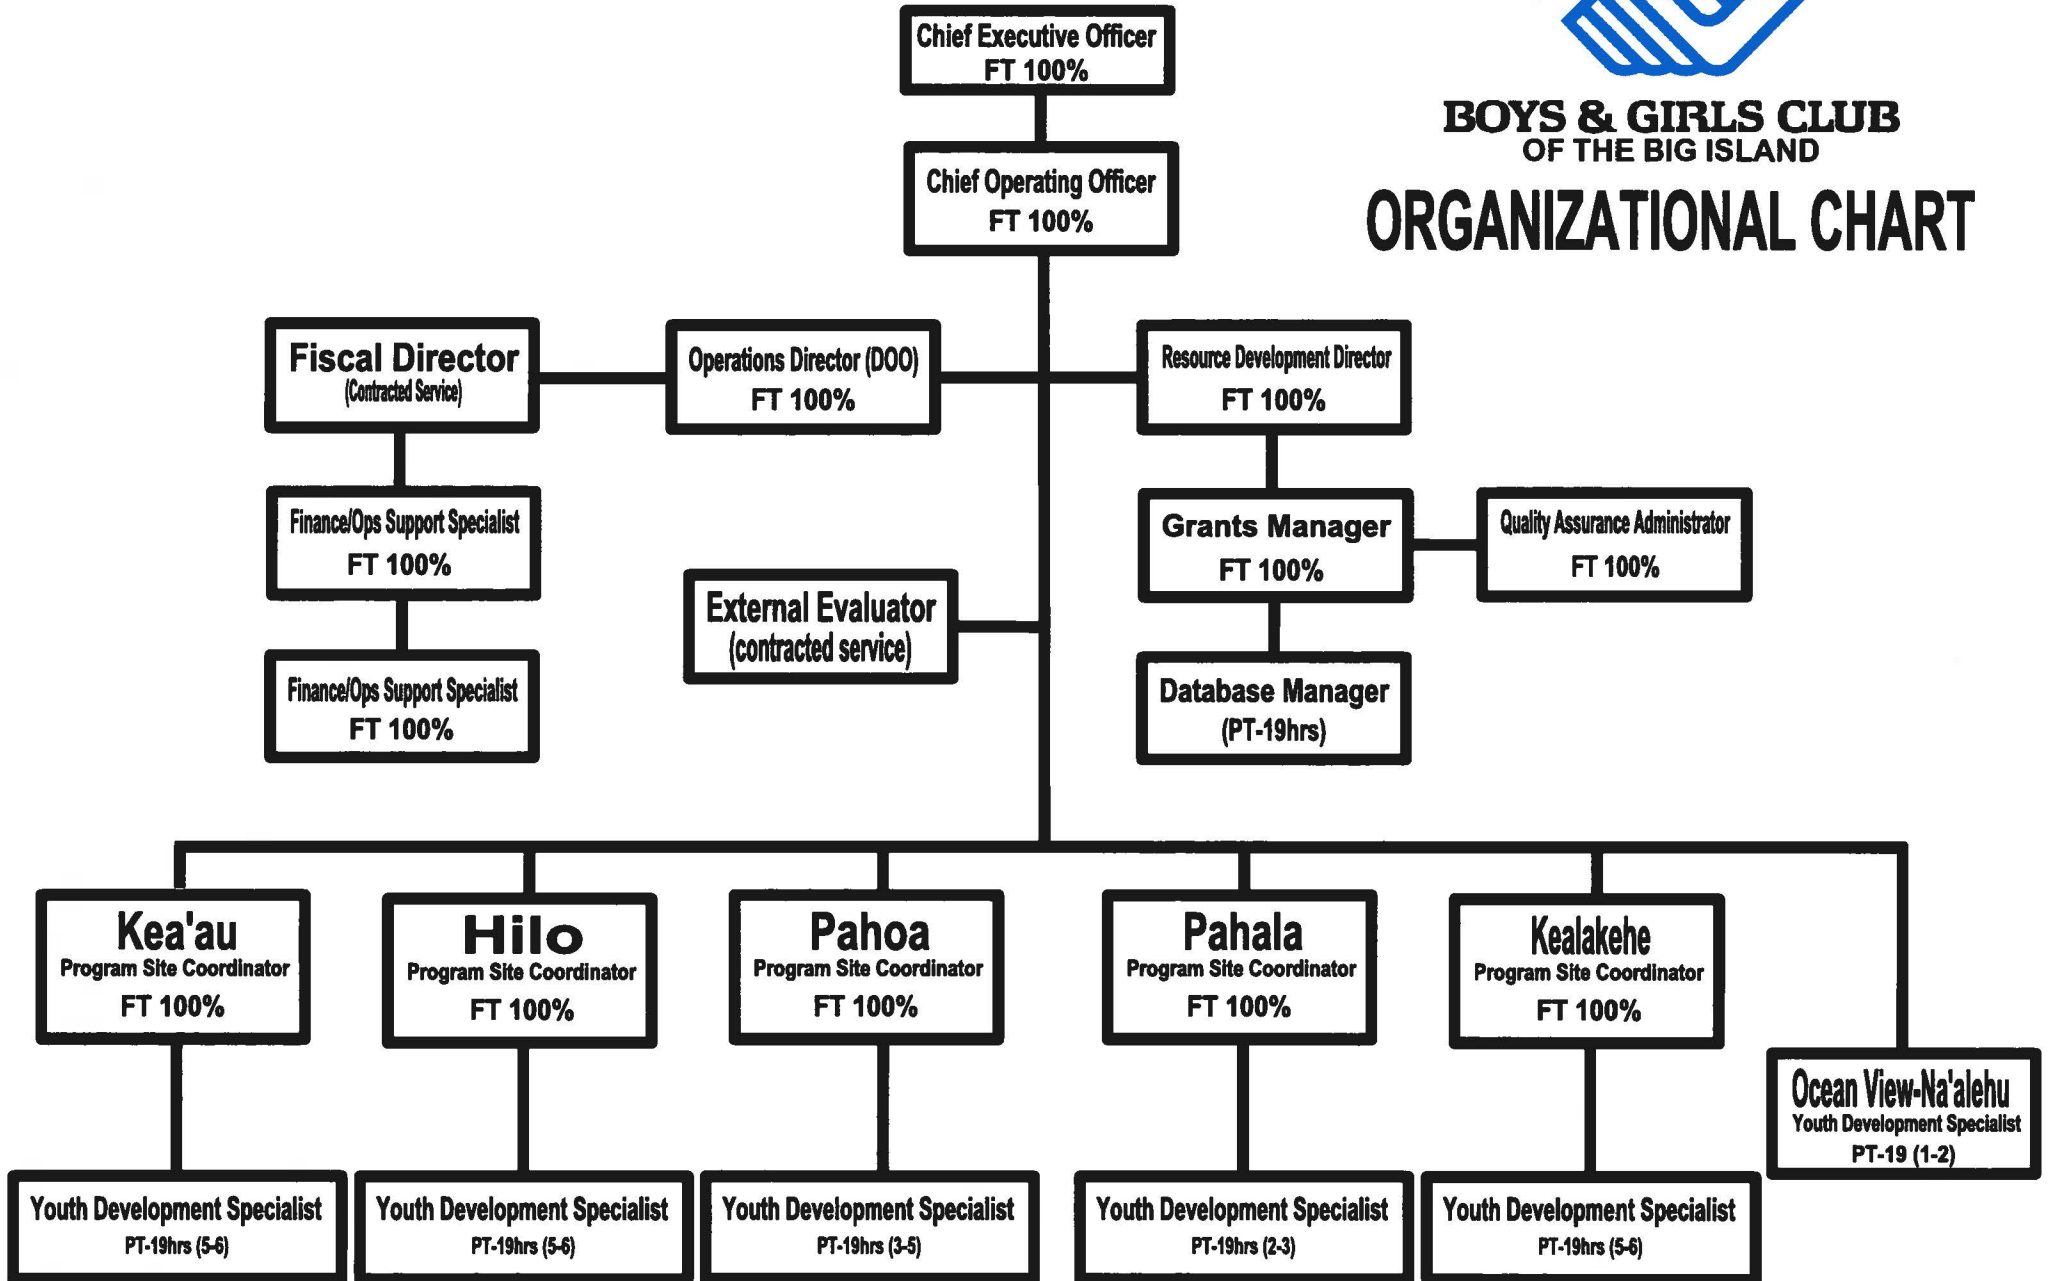 Chief Executive Officer
FT 100%
BOYS & GIRLS CLUB
OF THE BIG ISLAND
ORGANIZATIONAL CHART
Chief Operating Officer
FT 100%
Fiscal Director
(Contracted Service)
Operations Director (DOO)
FT 100%
Resource Development Director
FT 100%
Finance/Ops Support Specialist
FT 100%
Grants Manager
FT 100%
Quality Assurance Administrator
FT 100%
External Evaluator
(contracted service)
Finance/Ops Support Specialist
FT 100%
Database Manager
(PT-19hrs)
Kea'au
Program Site Coordinator
FT 100%
Hilo
Program Site Coordinator
FT 100%
Pahoa
Program Site Coordinator
FT 100%
Pahala
Program Site Coordinator
FT 100%
Kealakehe
Program Site Coordinator
FT 100%
Ocean View-Na'alehu
Youth Development Specialist
PT-19 (1-2)
Youth Development Specialist
PT-19hrs (5-6)
Youth Development Specialist
PT-19hrs (5-6)
Youth Development Specialist
PT-19hrs (3-5)
Youth Development Specialist
PT-19hrs (2-3)
Youth Development Specialist
PT-19hrs (5-6)